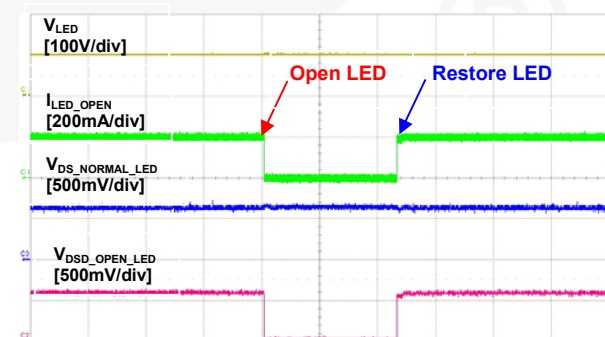 VLED
[100V/div]
Open LED
Restore LED
ILED_OPEN
[200mA/div]
VDS_NORMAL_LED
[500mV/div]
VDSD_OPEN_LED
[500mV/div]